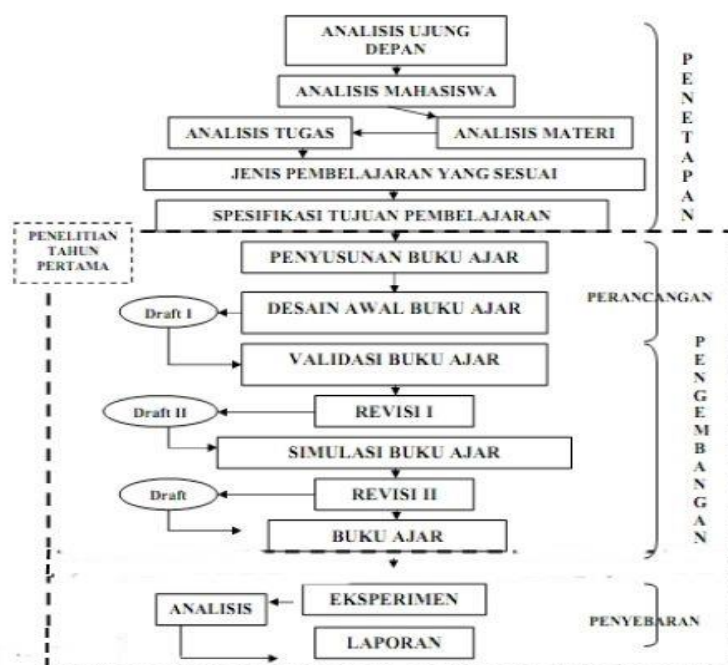 ANALISIS UJUNG
DEPAN
ANALISIS MAHASISWA
ANALISIS TUGAS
ANALISIS MATERI
JENIS PEMBELAJARAN YANG SESUAI
SPESIFIKASI TUJUAN PEMBELAJARAN
PENETAPAN
PENELITIAN
TAHUN
PERTAMA
PENYUSUNAN BUKU AJAR
Draft I
DESAIN AWAL BUKU AJAR
PERANCANGAN
VALIDASI BUKU AJAR
Draft II
REVISI I
SIMULASI BUKU AJAR
Draft
REVISI II
BUKU AJAR
PENGEMBANGAN
EKSPERIMEN
ANALISIS
LAPORAN
PENYEBARAN